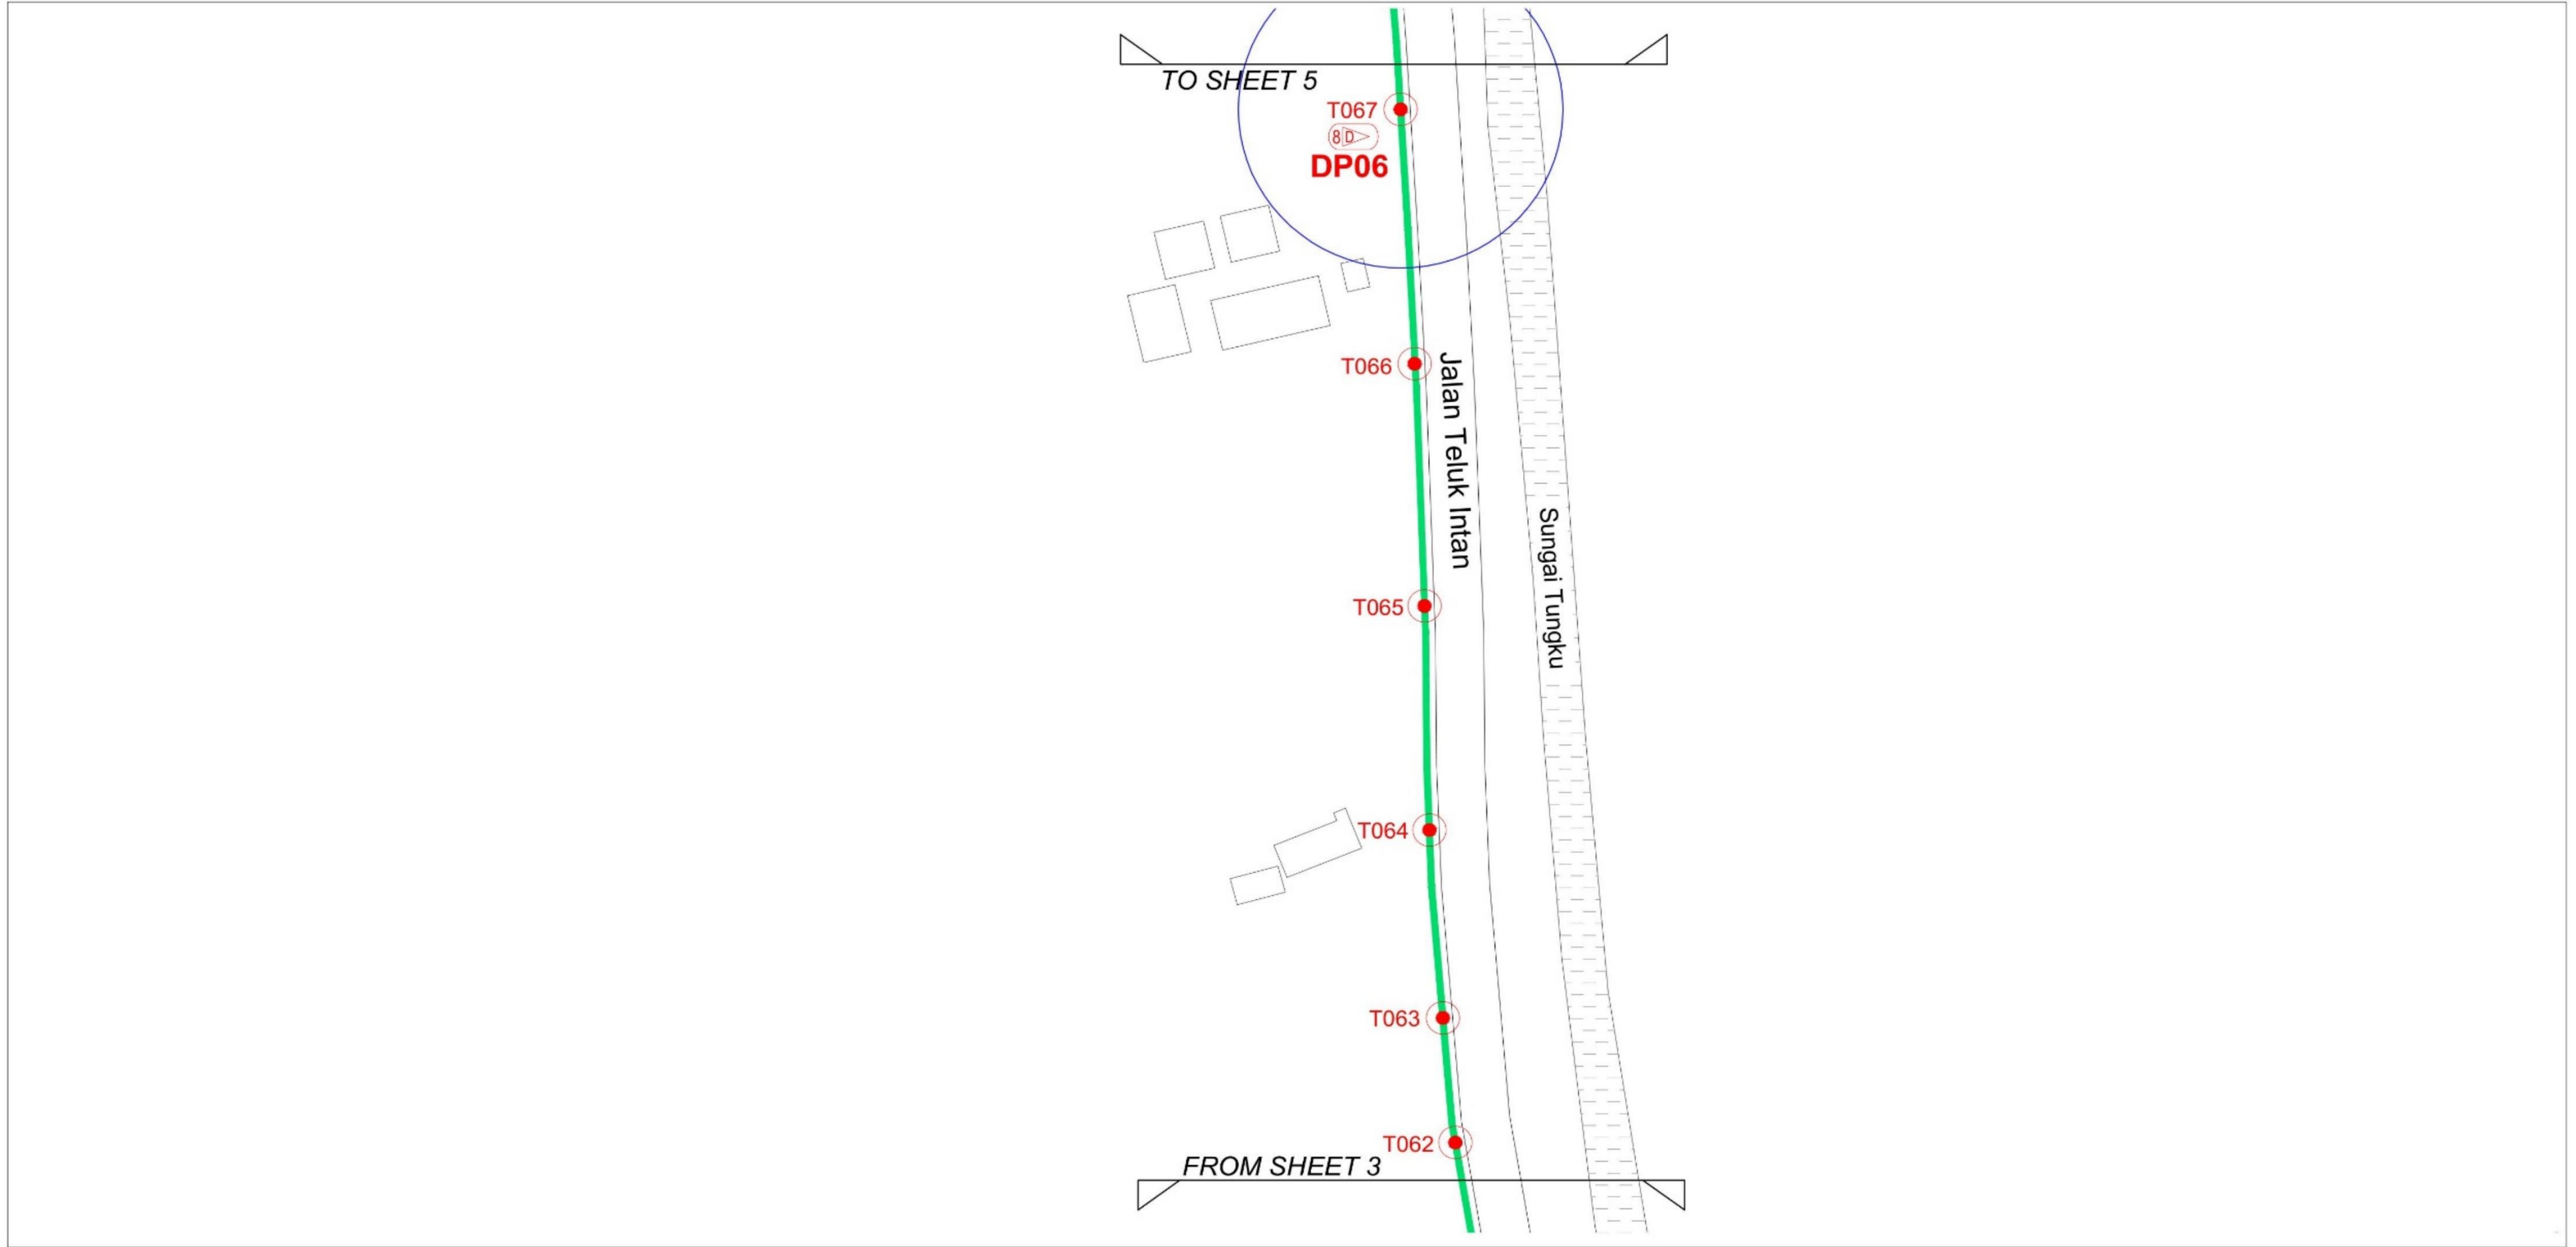 TO SHEET 5
T067
8 D
DP06
T066
Jalan Teluk Intan
T065
Sungai Tungku
T064
T063
T062
FROM SHEET 3